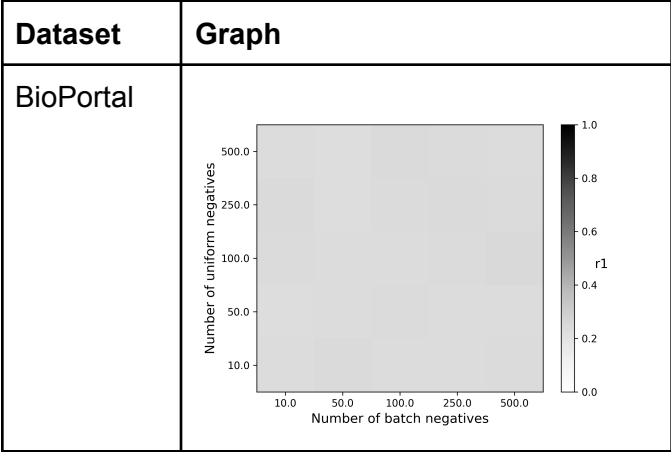 Dataset Graph
BioPortal
Number of uniform negatives
500.0
250.0
100.0
50.0
10.0
10.0 50.0 100.0 250.0 500.0
Number of batch negatives
1.0
0.8
0.6
0.4
0.2
0.0
r1